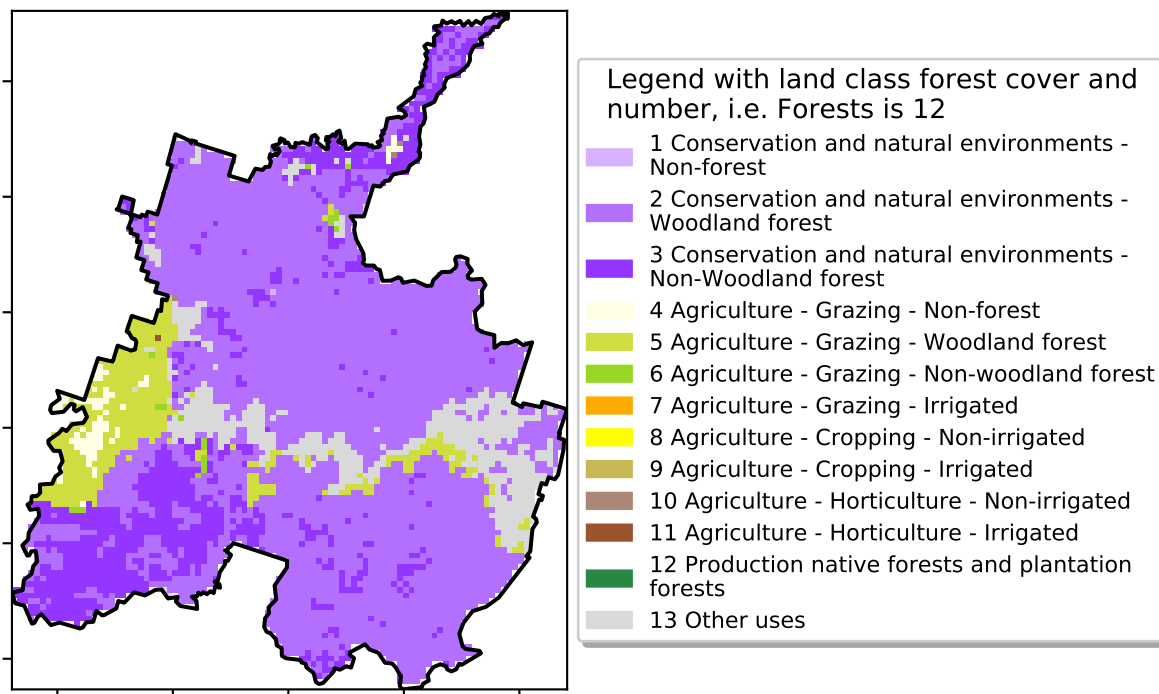 Legend with land class forest cover and
number, i.e. Forests is 12
1 Conservation and natural environments -
Non-forest
2 Conservation and natural environments -
Woodland forest
3 Conservation and natural environments -
Non-Woodland forest
4 Agriculture - Grazing - Non-forest
5 Agriculture - Grazing - Woodland forest
6 Agriculture - Grazing - Non-woodland forest
7 Agriculture - Grazing - Irrigated
8 Agriculture - Cropping - Non-irrigated
9 Agriculture - Cropping - Irrigated
10 Agriculture - Horticulture - Non-irrigated
11 Agriculture - Horticulture - Irrigated
12 Production native forests and plantation
forests
13 Other uses